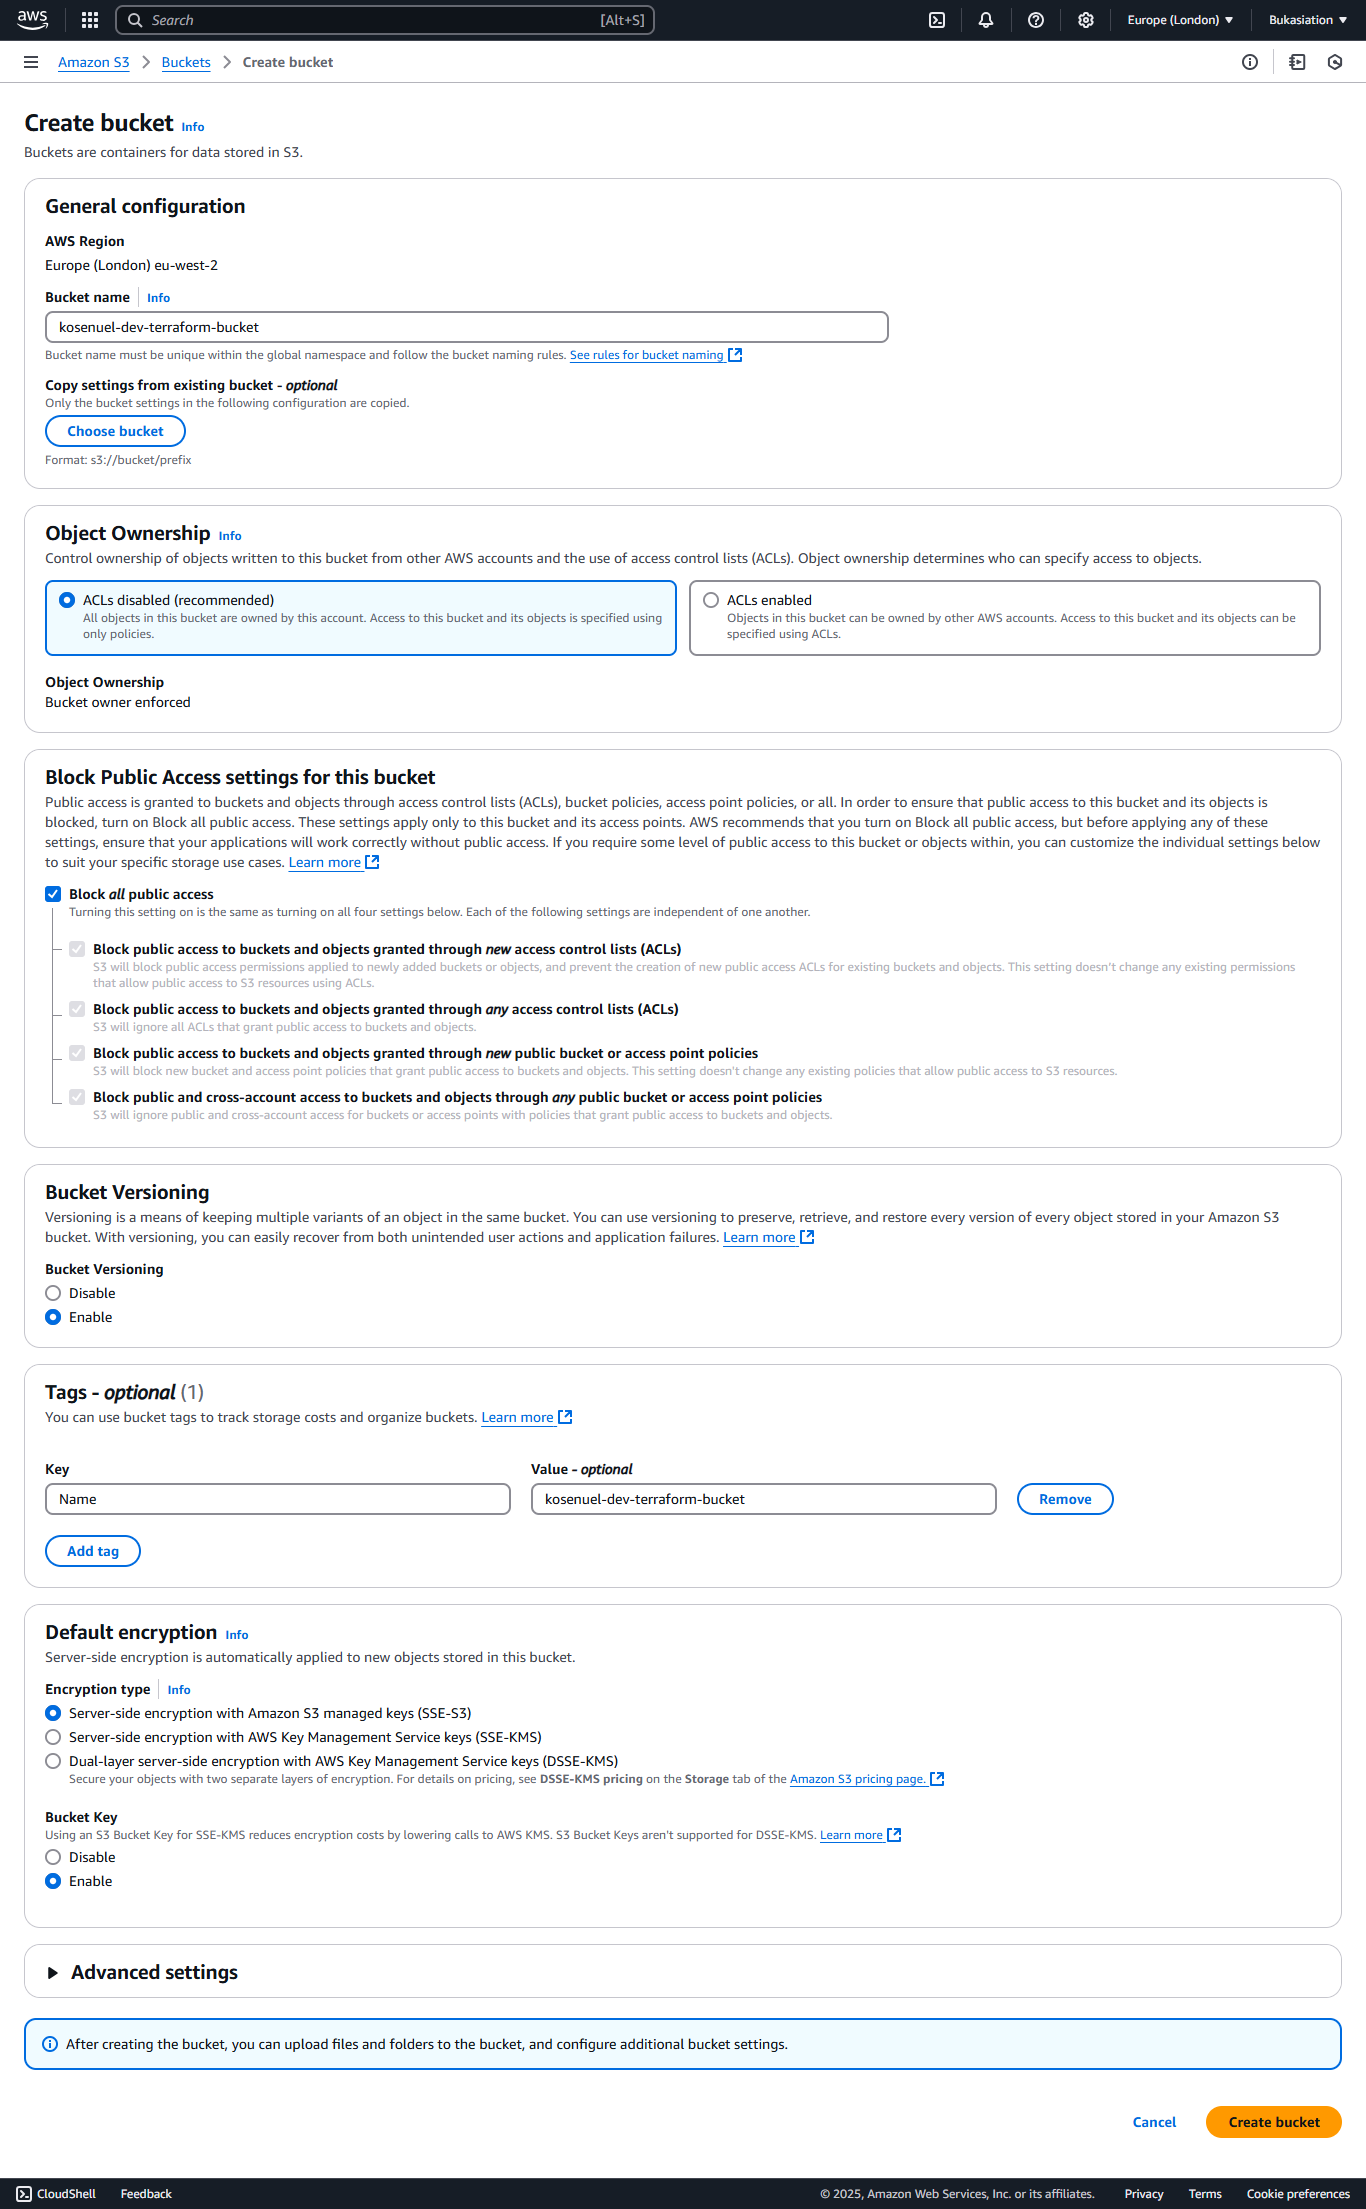 aws
Search [Alt+S]
Europe (London)
Bukasiation
Amazon S3 > Buckets > Create bucket
Create bucket Info
Buckets are containers for data stored in S3.
General configuration
AWS Region
Europe (London) eu-west-2
Bucket name Info
kosenuel-dev-terraform-bucket
Bucket name must be unique within the global namespace and follow the bucket naming rules. See rules for bucket naming
Copy settings from existing bucket - optional
Only the bucket settings in the following configuration are copied.
Choose bucket
Format: s3://bucket/prefix
Object Ownership Info
Control ownership of objects written to this bucket from other AWS accounts and the use of access control lists (ACLs). Object ownership determines who can specify access to objects.
ACLs disabled (recommended)
All objects in this bucket are owned by this account. Access to this bucket and its objects is specified using
only policies.
ACLs enabled
Objects in this bucket can be owned by other AWS accounts. Access to this bucket and its objects can be
specified using ACLs.
Object Ownership
Bucket owner enforced
Block Public Access settings for this bucket
Public access is granted to buckets and objects through access control lists (ACLs), bucket policies, access point policies, or all. In order to ensure that public access to this bucket and its objects is
blocked, turn on Block all public access. These settings apply only to this bucket and its access points. AWS recommends that you turn on Block all public access, but before applying any of these
settings, ensure that your applications will work correctly without public access. If you require some level of public access to this bucket or objects within, you can customize the individual settings below
to suit your specific storage use cases. Learn more
Block all public access
Turning this setting on is the same as turning on all four settings below. Each of the following settings are independent of one another.
Block public access to buckets and objects granted through new access control lists (ACLs)
S3 will block public access permissions applied to newly added buckets or objects, and prevent the creation of new public access ACLs for existing buckets and objects. This setting doesn't change any existing permissions
that allow public access to S3 resources using ACLs.
Block public access to buckets and objects granted through any access control lists (ACLs)
S3 will ignore all ACLs that grant public access to buckets and objects.
Block public access to buckets and objects granted through new public bucket or access point policies
S3 will block new bucket and access point policies that grant public access to buckets and objects. This setting doesn't change any existing policies that allow public access to S3 resources.
Block public and cross-account access to buckets and objects through any public bucket or access point policies
S3 will ignore public and cross-account access for buckets or access points with policies that grant public access to buckets and objects.
Bucket Versioning
Versioning is a means of keeping multiple variants of an object in the same bucket. You can use versioning to preserve, retrieve, and restore every version of every object stored in your Amazon S3
bucket. With versioning, you can easily recover from both unintended user actions and application failures. Learn more
Bucket Versioning
Disable
Enable
Tags - optional (1)
You can use bucket tags to track storage costs and organize buckets. Learn more
Key Value - optional
Name kosenuel-dev-terraform-bucket Remove
Add tag
Default encryption Info
Server-side encryption is automatically applied to new objects stored in this bucket.
Encryption type Info
Server-side encryption with Amazon S3 managed keys (SSE-S3)
Server-side encryption with AWS Key Management Service keys (SSE-KMS)
Dual-layer server-side encryption with AWS Key Management Service keys (DSSE-KMS)
Secure your objects with two separate layers of encryption. For details on pricing, see DSSE-KMS pricing on the Storage tab of the Amazon S3 pricing page.
Bucket Key
Using an S3 Bucket Key for SSE-KMS reduces encryption costs by lowering calls to AWS KMS. S3 Bucket Keys aren't supported for DSSE-KMS. Learn more
Disable
Enable
Advanced settings
After creating the bucket, you can upload files and folders to the bucket, and configure additional bucket settings.
Cancel Create bucket
CloudShell Feedback © 2025, Amazon Web Services, Inc. or its affiliates. Privacy Terms Cookie preferences